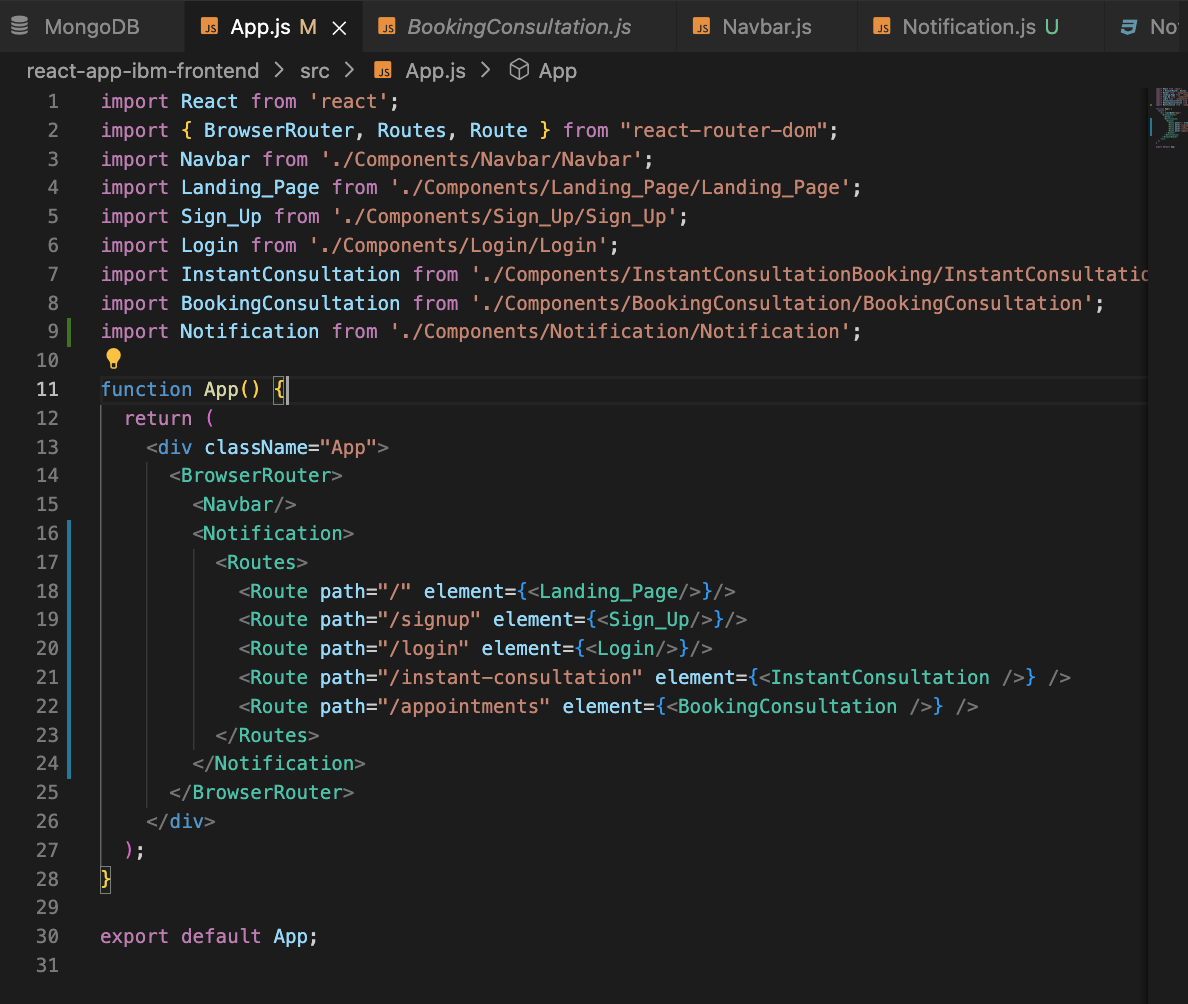 MongoDB
JS App.js M
JS BookingConsultation.js
JS Navbar.js
JS Notification.js U
react-app-ibm-frontend > src > JS App.js > App
1 import React from 'react';
2 import { BrowserRouter, Routes, Route } from "react-router-dom";
3 import Navbar from './Components/Navbar/Navbar';
4 import Landing_Page from './Components/Landing_Page/Landing_Page';
5 import Sign_Up from './Components/Sign_Up/Sign_Up';
6 import Login from './Components/Login/Login';
7 import InstantConsultation from './Components/InstantConsultationBooking/InstantConsultatio
8 import BookingConsultation from './Components/BookingConsultation/BookingConsultation';
9 import Notification from './Components/Notification/Notification';
10
11 function App() {
12   return (
13     <div className="App">
14       <BrowserRouter>
15         <Navbar/>
16         <Notification>
17           <Routes>
18             <Route path="/" element={<Landing_Page/>}/>
19             <Route path="/signup" element={<Sign_Up/>}/>
20             <Route path="/login" element={<Login/>}/>
21             <Route path="/instant-consultation" element={<InstantConsultation />} />
22             <Route path="/appointments" element={<BookingConsultation />} />
23           </Routes>
24         </Notification>
25       </BrowserRouter>
26     </div>
27   );
28 }
29
30 export default App;
31